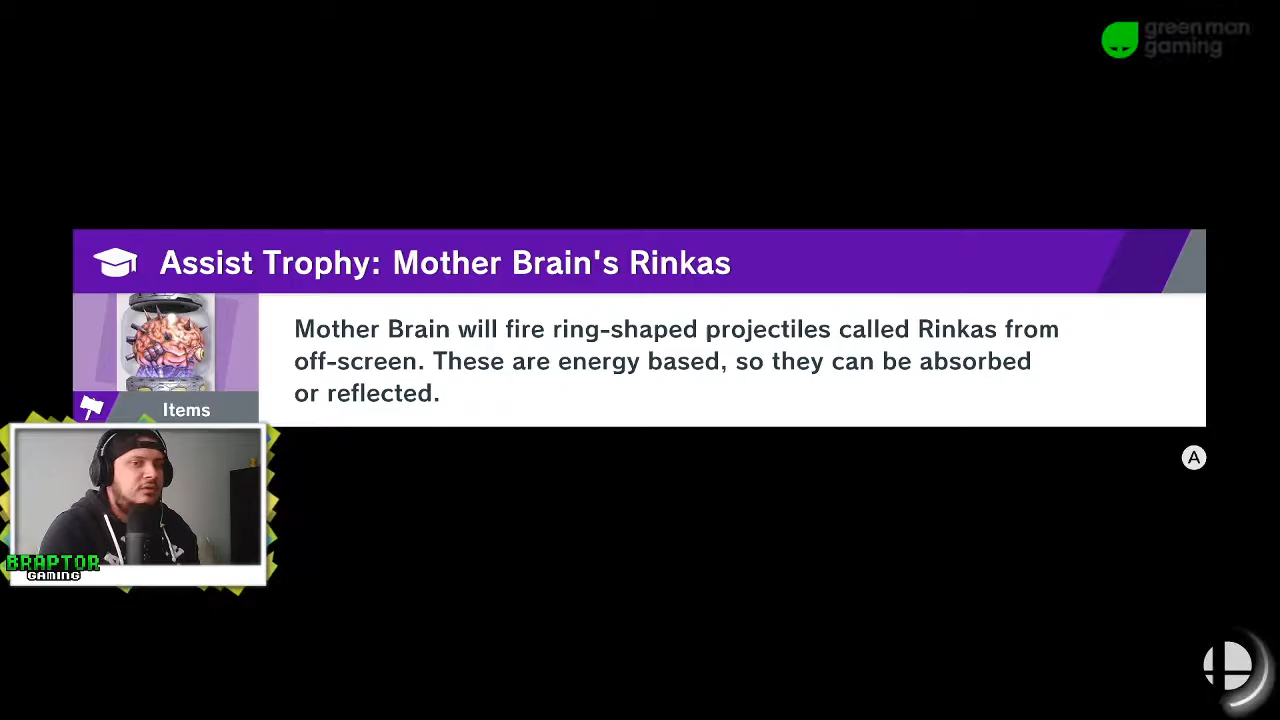 green man
gaming
Assist Trophy: Mother Brain's Rinkas
Mother Brain will fire ring-shaped projectiles called Rinkas from
off-screen. These are energy based, so they can be absorbed
or reflected.
Items
A
BRAPTOR
GAMING